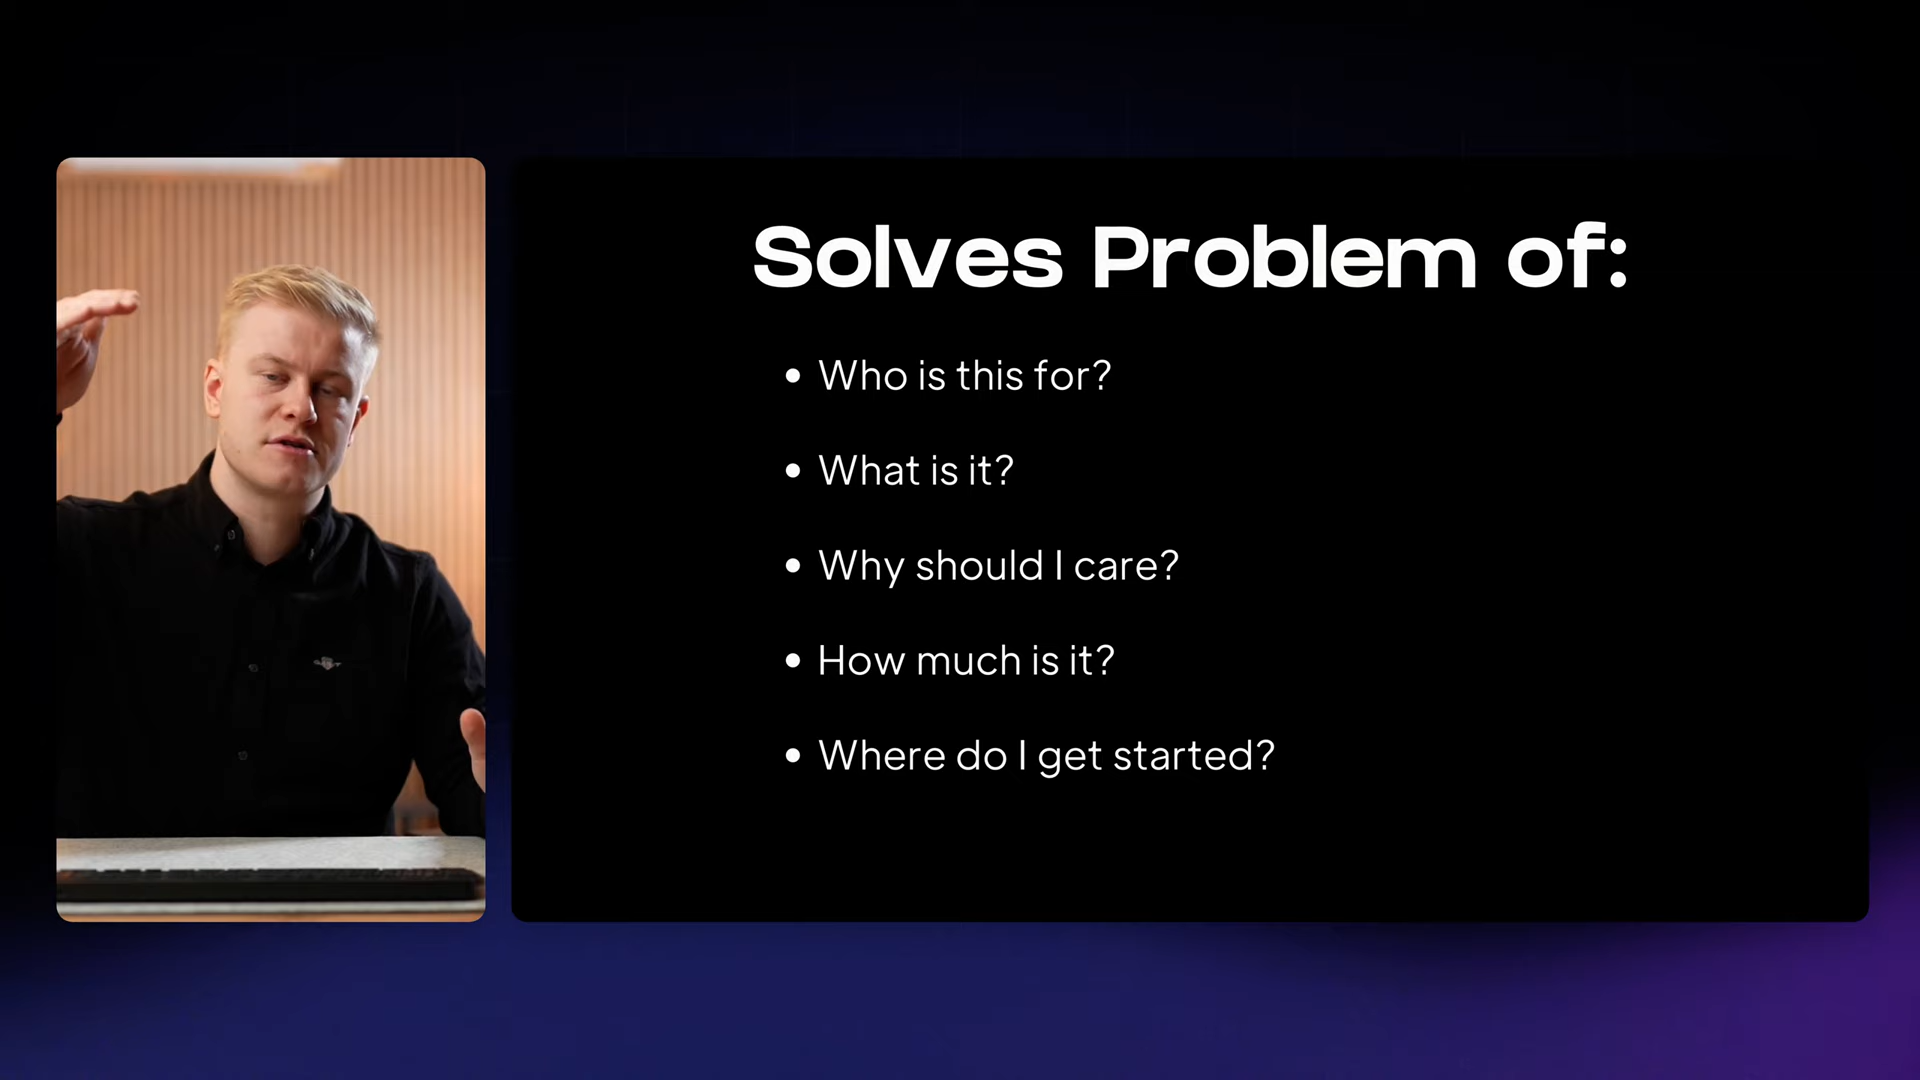 Solves Problem of:
• Who is this for?
• What is it?
• Why should I care?
• How much is it?
• Where do I get started?